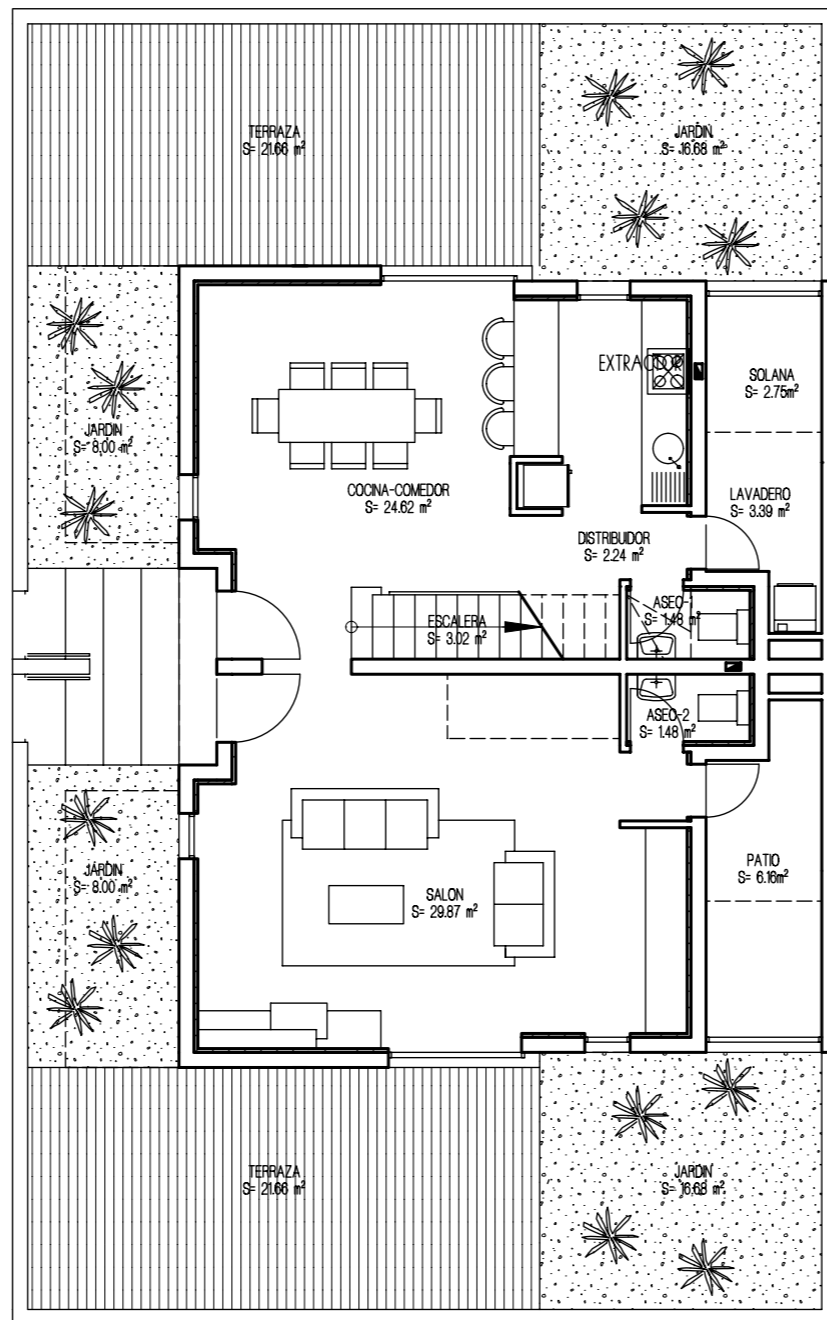 TERRAZA
S= 21.66 m²
JARDIN
S= 16.68 m²
EXTRACTOR
SOLANA
S= 2.75m²
JARDIN
S= 8.00 m²
COCINA-COMEDOR
S= 24.62 m²
LAVADERO
S= 3.39 m²
DISTRIBUIDOR
S= 2.24 m²
ASEO-1
S= 1.48 m²
ESCALERA
S= 3.02 m²
ASEO-2
S= 1.48 m²
JARDIN
S= 8.00 m²
SALON
S= 29.87 m²
PATIO
S= 6.16m²
TERRAZA
S= 21.66 m²
JARDIN
S= 16.68 m²